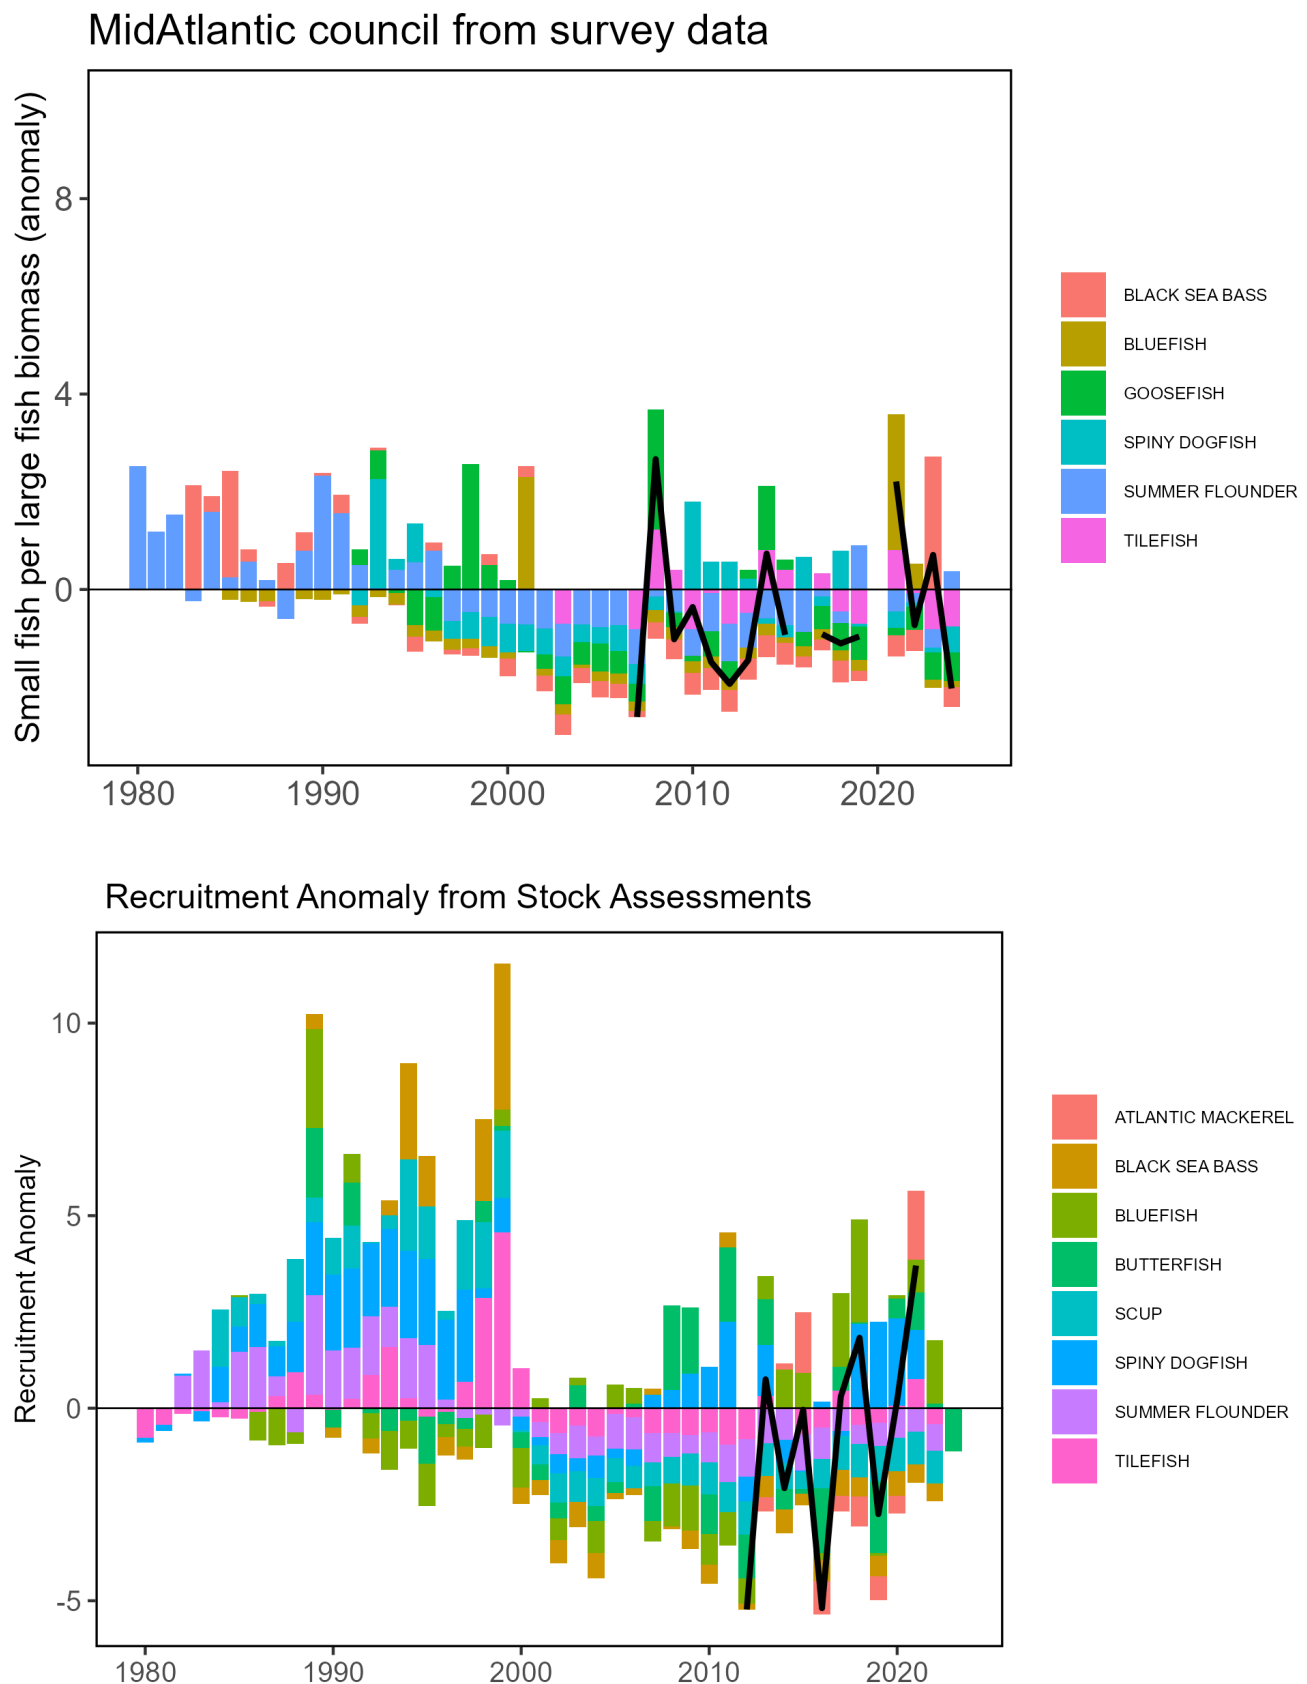 MidAtlantic council from survey data
Small fish per large fish biomass (anomaly)
8
4
0
1980 1990 2000 2010 2020
BLACK SEA BASS
BLUEFISH
GOOSEFISH
SPINY DOGFISH
SUMMER FLOUNDER
TILEFISH
Recruitment Anomaly from Stock Assessments
Recruitment Anomaly
10
5
0
-5
1980 1990 2000 2010 2020
ATLANTIC MACKEREL
BLACK SEA BASS
BLUEFISH
BUTTERFISH
SCUP
SPINY DOGFISH
SUMMER FLOUNDER
TILEFISH